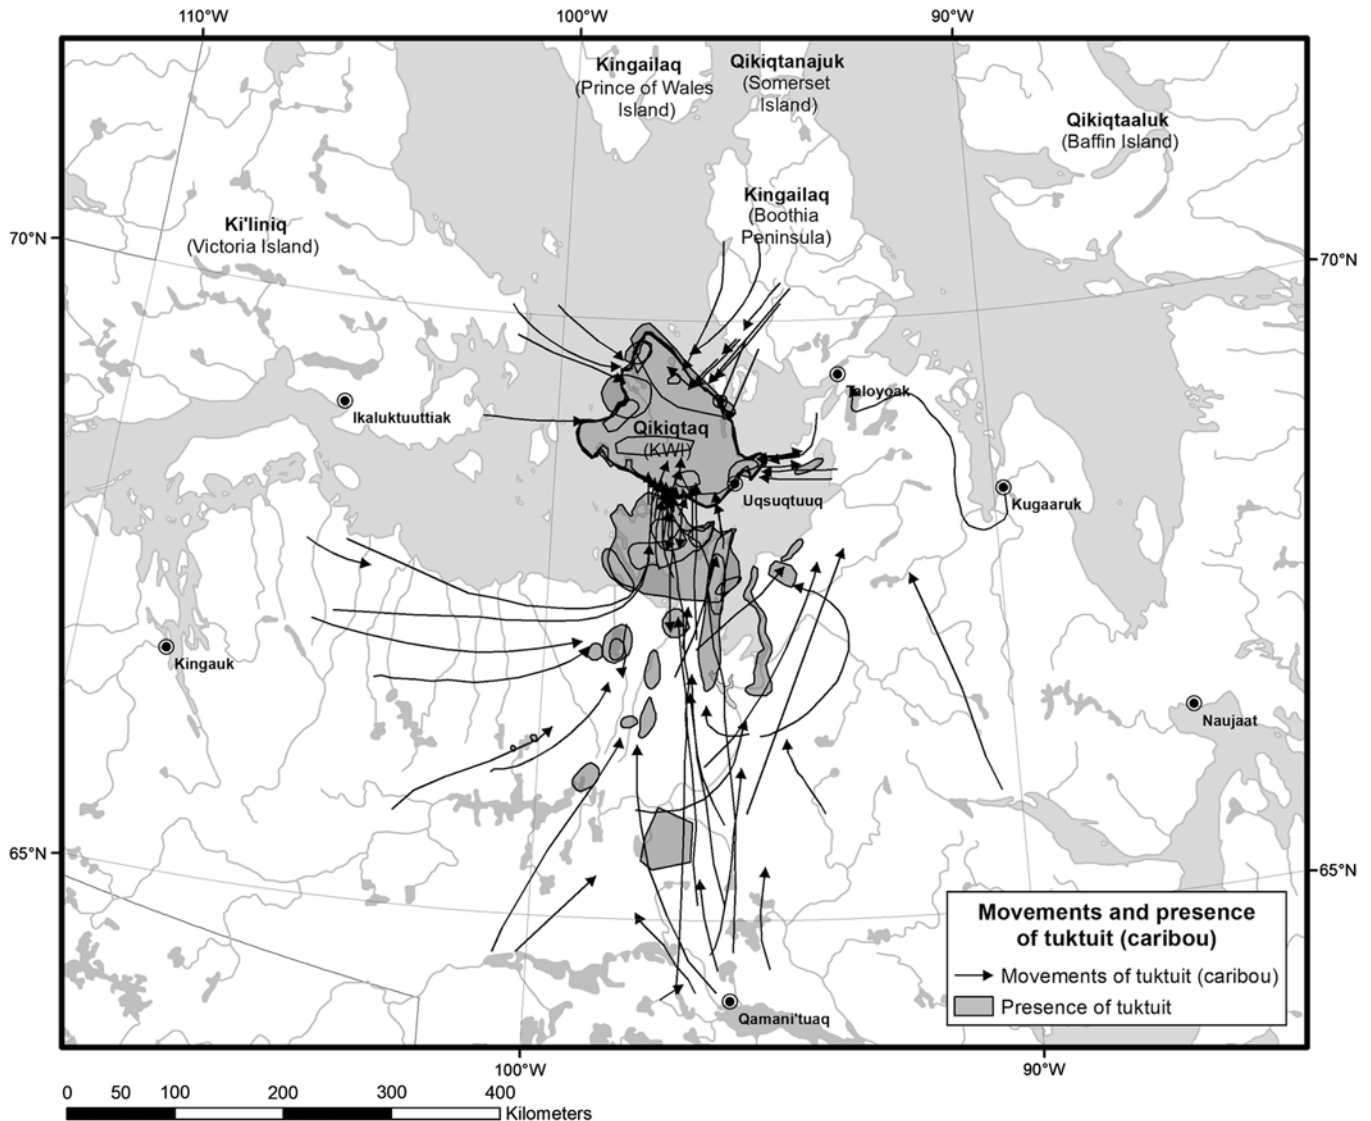 110°W
100°W
90°W
Kingailaq
(Prince of Wales
Island)
Qikiqtanajuk
(Somerset
Island)
Qikiqtaaluk
(Baffin Island)
Kingailaq
(Boothia
Peninsula)
Ki'liniq
(Victoria Island)
70°N
70°N
Taloyoak
Ikaluktuuttiak
Qikiqtaq
(KWI)
Uqsuqtuuq
Kugaaruk
Kingauk
Naujaat
65°N
65°N
Movements and presence
of tuktuit (caribou)
Movements of tuktuit (caribou)
Presence of tuktuit
Qamani'tuaq
100°W
90°W
0 50 100 200 300 400
Kilometers